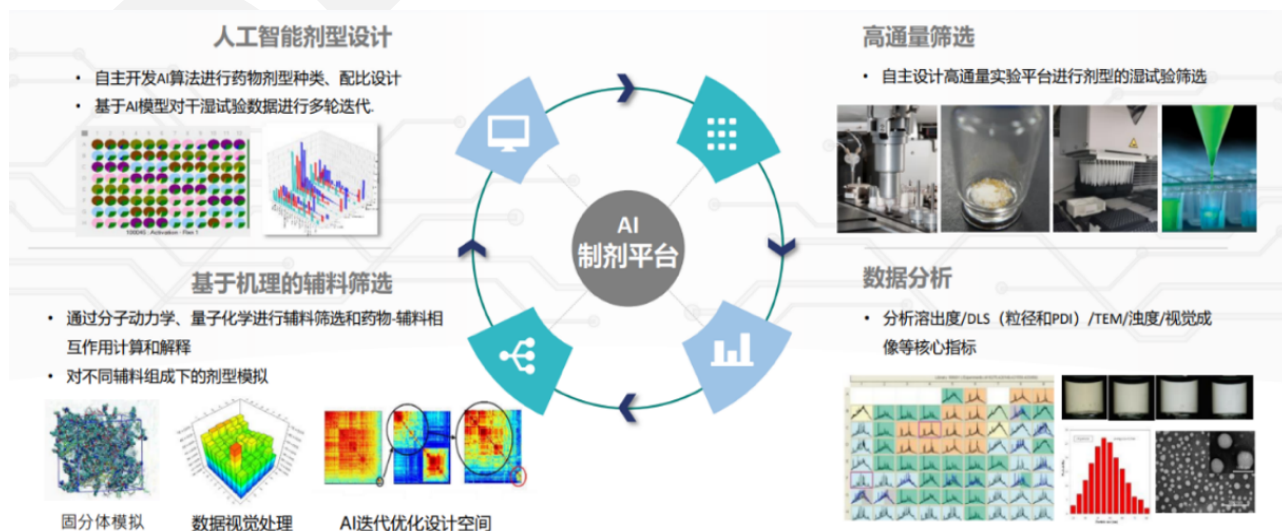 人工智能剂型设计
• 自主开发AI算法进行药物剂型种类、配比设计
• 基于AI模型对干湿试验数据进行多轮迭代.
高通量筛选
• 自主设计高通量实验平台进行剂型的湿试验筛选
AI
制剂平台
基于机理的辅料筛选
• 通过分子动力学、量子化学进行辅料筛选和药物-辅料相
互作用计算和解释
• 对不同辅料组成下的剂型模拟
固分体模拟
数据视觉处理
AI迭代优化设计空间
数据分析
• 分析溶出度/DLS（粒径和PDI）/TEM/浊度/视觉成
像等核心指标